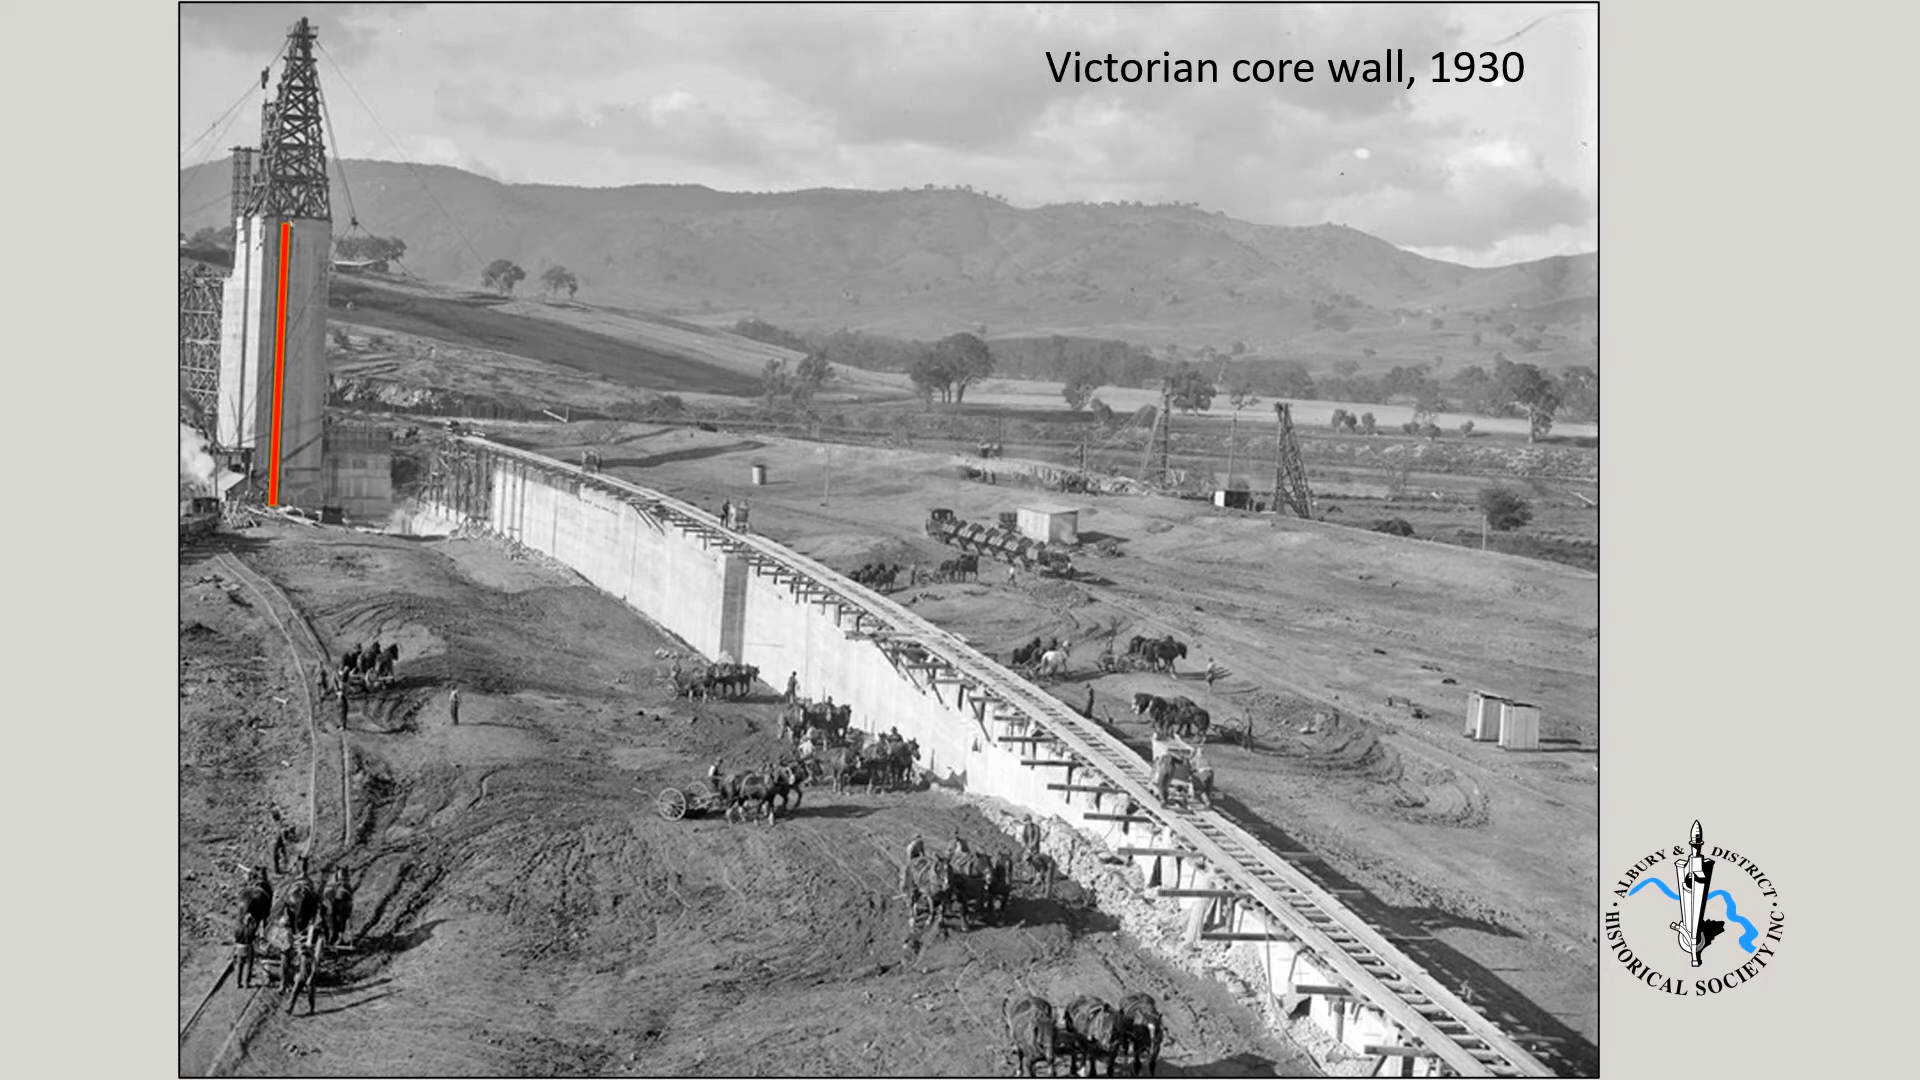 Victorian core wall, 1930
• ALBURY & DISTRICT •
HISTORICAL SOCIETY INC